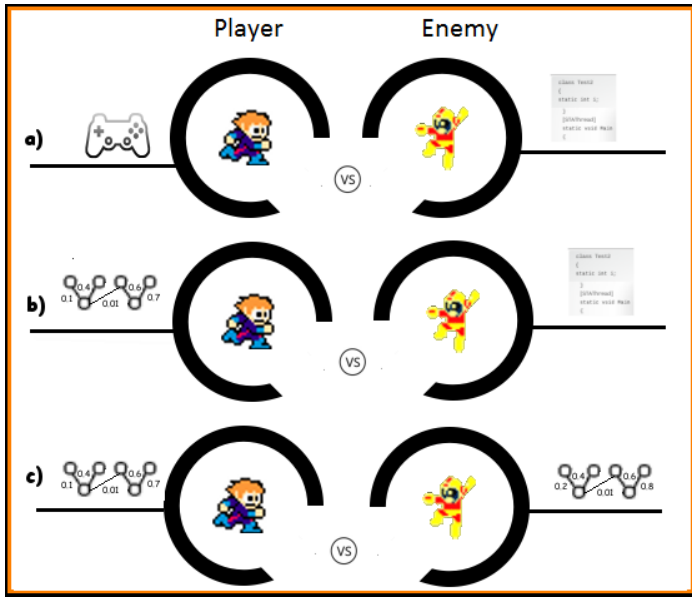 Player Enemy
a)
class Test2
{
static int i;
}
[STAThread]
static void Main
{
VS
b)
0.1 0.4 0.01 0.6 0.7
class Test2
{
static int i;
}
[STAThread]
static void Main
{
VS
c)
0.1 0.4 0.01 0.6 0.7
0.2 0.4 0.01 0.6 0.8
VS